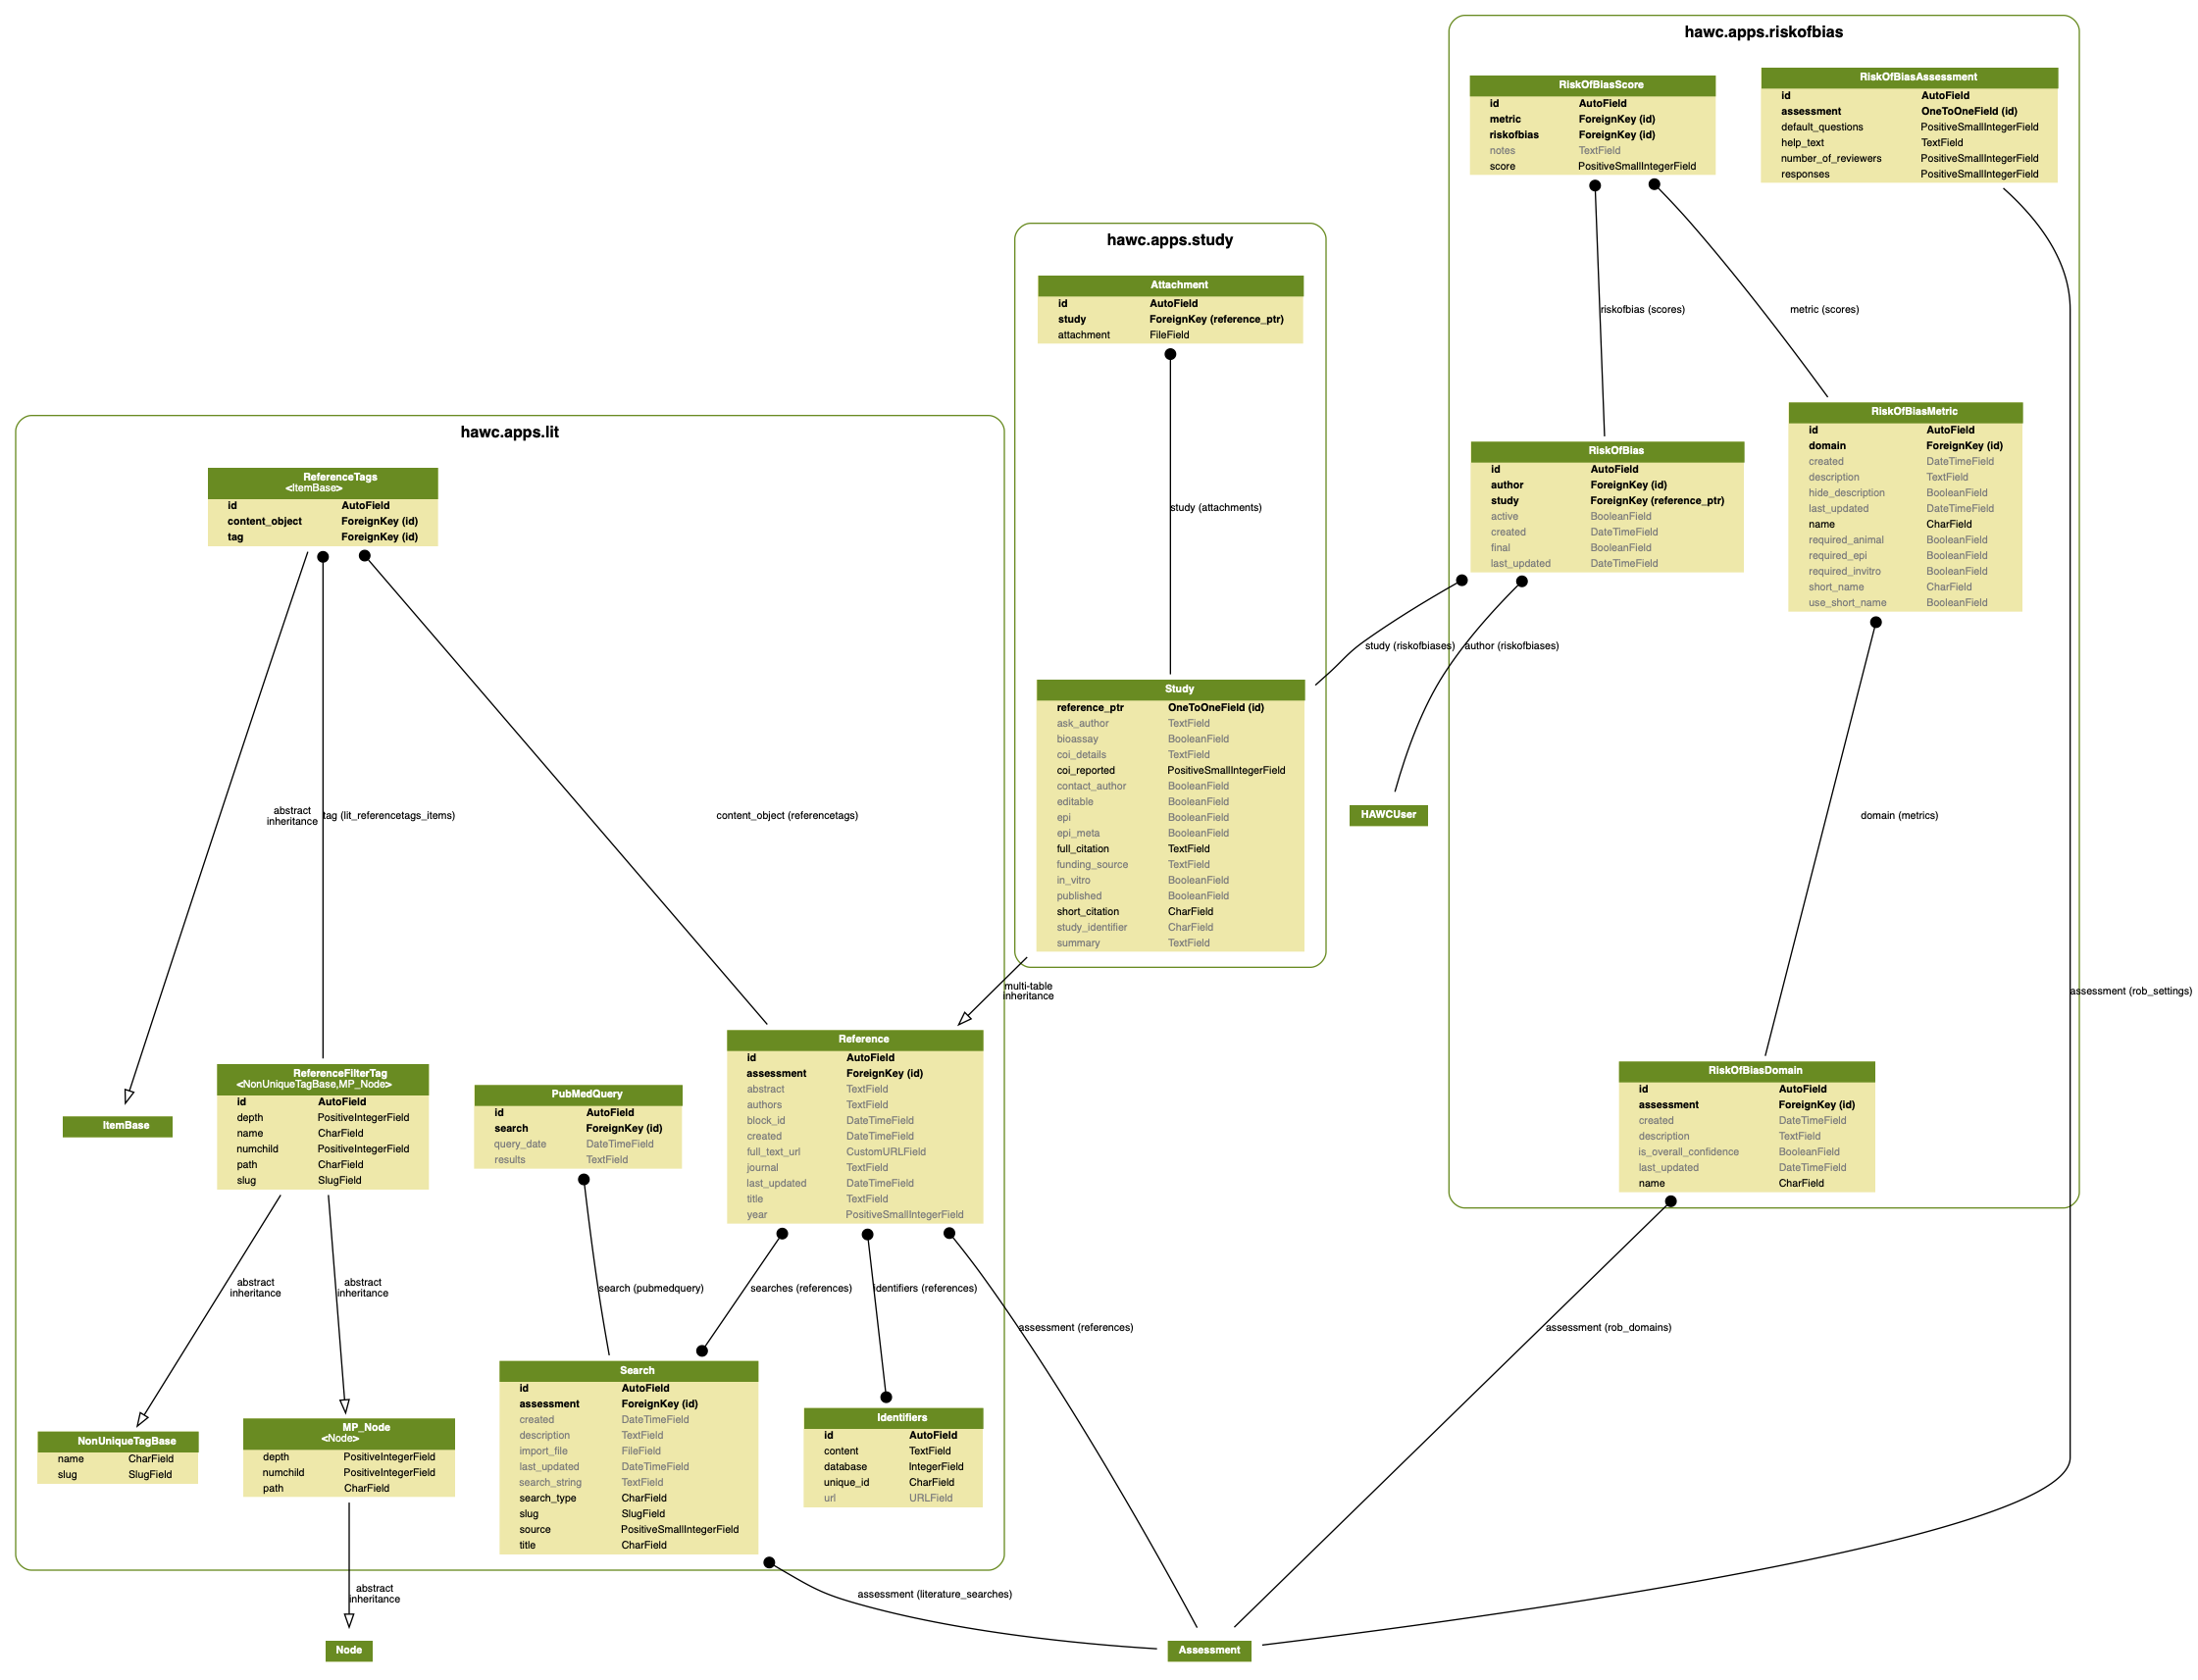 hawc.apps.riskofbias
RiskOfBiasScore
id AutoField
metric ForeignKey (id)
riskofbias ForeignKey (id)
notes TextField
score PositiveSmallIntegerField
RiskOfBiasAssessment
id AutoField
assessment OneToOneField (id)
default_questions PositiveSmallIntegerField
help_text TextField
number_of_reviewers PositiveSmallIntegerField
responses PositiveSmallIntegerField
riskofbias (scores)
metric (scores)
RiskOfBias
id AutoField
author ForeignKey (id)
study ForeignKey (reference_ptr)
active BooleanField
created DateTimeField
final BooleanField
last_updated DateTimeField
RiskOfBiasMetric
id AutoField
domain ForeignKey (id)
created DateTimeField
description TextField
hide_description BooleanField
last_updated DateTimeField
name CharField
required_animal BooleanField
required_epi BooleanField
required_invitro BooleanField
short_name CharField
use_short_name BooleanField
study (riskofbiases)
author (riskofbiases)
HAWCUser
domain (metrics)
assessment (rob_settings)
RiskOfBiasDomain
id AutoField
assessment ForeignKey (id)
created DateTimeField
description TextField
is_overall_confidence BooleanField
last_updated DateTimeField
name CharField
assessment (rob_domains)
hawc.apps.study
Attachment
id AutoField
study ForeignKey (reference_ptr)
attachment FileField
study (attachments)
Study
reference_ptr OneToOneField (id)
ask_author TextField
bioassay BooleanField
coi_details TextField
coi_reported PositiveSmallIntegerField
contact_author BooleanField
editable BooleanField
epi BooleanField
epi_meta BooleanField
full_citation TextField
funding_source TextField
in_vitro BooleanField
published BooleanField
short_citation CharField
study_identifier CharField
summary TextField
multi-table
inheritance
hawc.apps.lit
ReferenceTags
<ItemBase>
id AutoField
content_object ForeignKey (id)
tag ForeignKey (id)
abstract
inheritance
tag (lit_referencetags_items)
content_object (referencetags)
ItemBase
ReferenceFilterTag
<NonUniqueTagBase,MP_Node>
id AutoField
depth PositiveIntegerField
name CharField
numchild PositiveIntegerField
path CharField
slug SlugField
PubMedQuery
id AutoField
search ForeignKey (id)
query_date DateTimeField
results TextField
Reference
id AutoField
assessment ForeignKey (id)
abstract TextField
authors TextField
block_id DateTimeField
created DateTimeField
full_text_url CustomURLField
journal TextField
last_updated DateTimeField
title TextField
year PositiveSmallIntegerField
abstract
inheritance
abstract
inheritance
search (pubmedquery)
searches (references)
identifiers (references)
assessment (references)
NonUniqueTagBase
name CharField
slug SlugField
MP_Node
<Node>
depth PositiveIntegerField
numchild PositiveIntegerField
path CharField
Search
id AutoField
assessment ForeignKey (id)
created DateTimeField
description TextField
import_file FileField
last_updated DateTimeField
search_string TextField
search_type CharField
slug SlugField
source PositiveSmallIntegerField
title CharField
Identifiers
id AutoField
content TextField
database IntegerField
unique_id CharField
url URLField
abstract
inheritance
assessment (literature_searches)
Node
Assessment